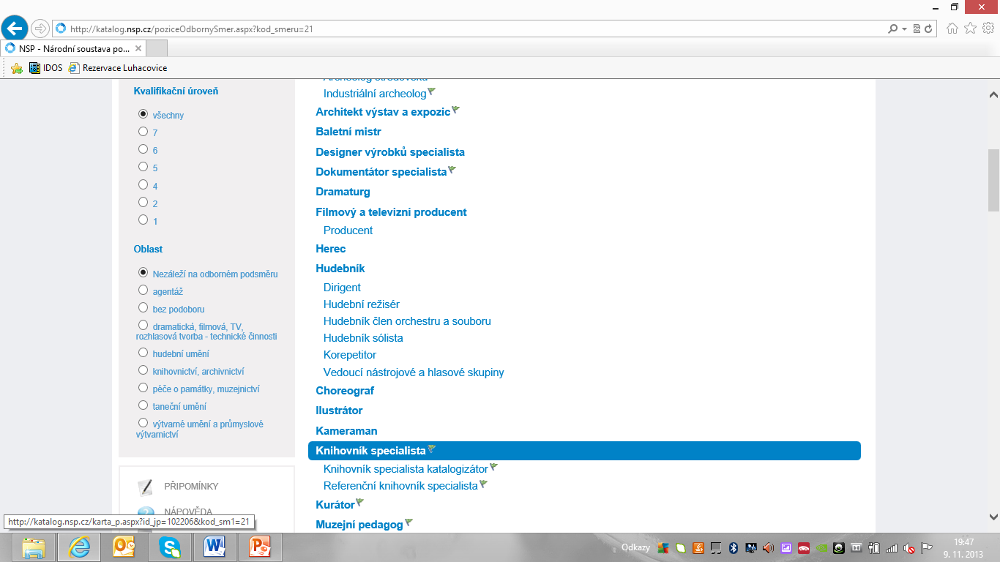 http://katalog.nsp.cz/poziceOdbornySmer.aspx?kod_smeru=21
NSP - Národní soustava po...
IDOS
Rezervace Luhacovice
Kvalifikační úroveň
všechny
7
6
5
4
2
1
Oblast
Nezáleží na odborném podsměru
agentáž
bez podoboru
dramatická, filmová, TV,
rozhlasová tvorba - technické činnosti
hudební umění
knihovnictví, archivnictví
péče o památky, muzejnictví
taneční umění
výtvarné umění a průmyslové
výtvarnictví
PŘIPOMÍNKY
NÁPOVĚDA
Archeolog středověku
Industriální archeolog
Architekt výstav a expozic
Baletní mistr
Designer výrobků specialista
Dokumentátor specialista
Dramaturg
Filmový a televizní producent
Producent
Herec
Hudebník
Dirigent
Hudební režisér
Hudebník člen orchestru a souboru
Hudebník sólista
Korepetitor
Vedoucí nástrojové a hlasové skupiny
Choreograf
Ilustrátor
Kameraman
Knihovník specialista
Knihovník specialista katalogizátor
Referenční knihovník specialista
Kurátor
Muzejní pedagog
http://katalog.nsp.cz/karta_p.aspx?id_jp=102206&kod_sm1=21
Odkazy
19:47
9. 11. 2013